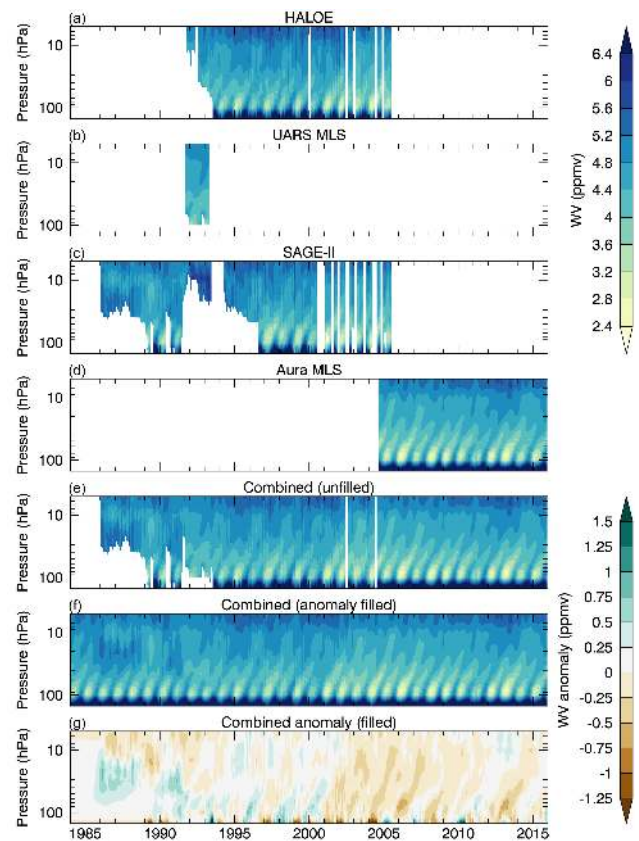 (a) HALOE
Pressure (hPa)
10
100
(b) UARS MLS
Pressure (hPa)
10
100
(c) SAGE-II
Pressure (hPa)
10
100
(d) Aura MLS
Pressure (hPa)
10
100
(e) Combined (unfilled)
Pressure (hPa)
10
100
(f) Combined (anomaly filled)
Pressure (hPa)
10
100
(g) Combined anomaly (filled)
Pressure (hPa)
10
100
1985 1990 1995 2000 2005 2010 2015
WV (ppmv)
6.4
6
5.6
5.2
4.8
4.4
4
3.6
3.2
2.8
2.4
WV anomaly (ppmv)
1.5
1.25
1
0.75
0.5
0.25
0
-0.25
-0.5
-0.75
-1
-1.25